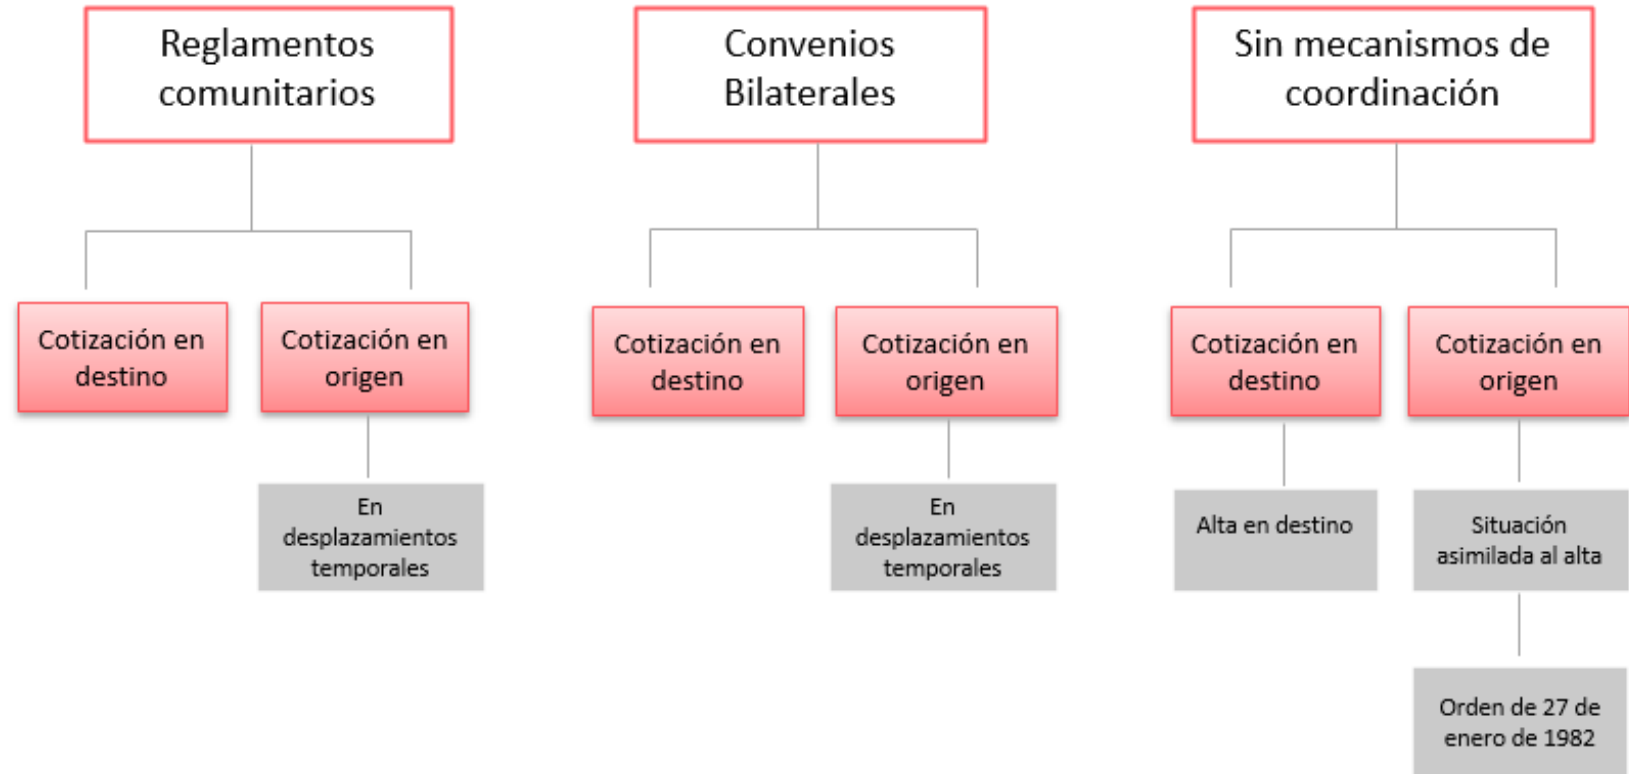 Reglamentos
comunitarios
Convenios
Bilaterales
Sin mecanismos de
coordinación
Cotización en
destino
Cotización en
origen
Cotización en
destino
Cotización en
origen
Cotización en
destino
Cotización en
origen
En
desplazamientos
temporales
En
desplazamientos
temporales
Alta en destino
Situación
asimilada al alta
Orden de 27 de
enero de 1982